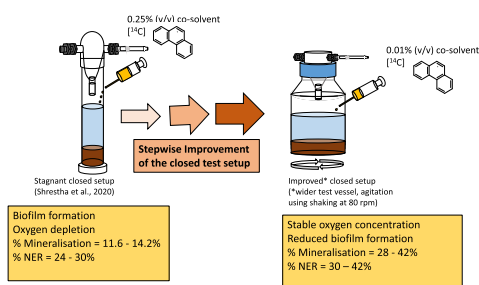 0.25% (v/v) co-solvent
[¹⁴C]
0.01% (v/v) co-solvent
[¹⁴C]
Stepwise Improvement
of the closed test setup
Stagnant closed setup
(Shrestha et al., 2020)
Improved* closed setup
(*wider test vessel, agitation
using shaking at 80 rpm)
Biofilm formation
Oxygen depletion
% Mineralisation = 11.6 - 14.2%
% NER = 24 - 30%
Stable oxygen concentration
Reduced biofilm formation
% Mineralisation = 28 - 42%
% NER = 30 – 42%